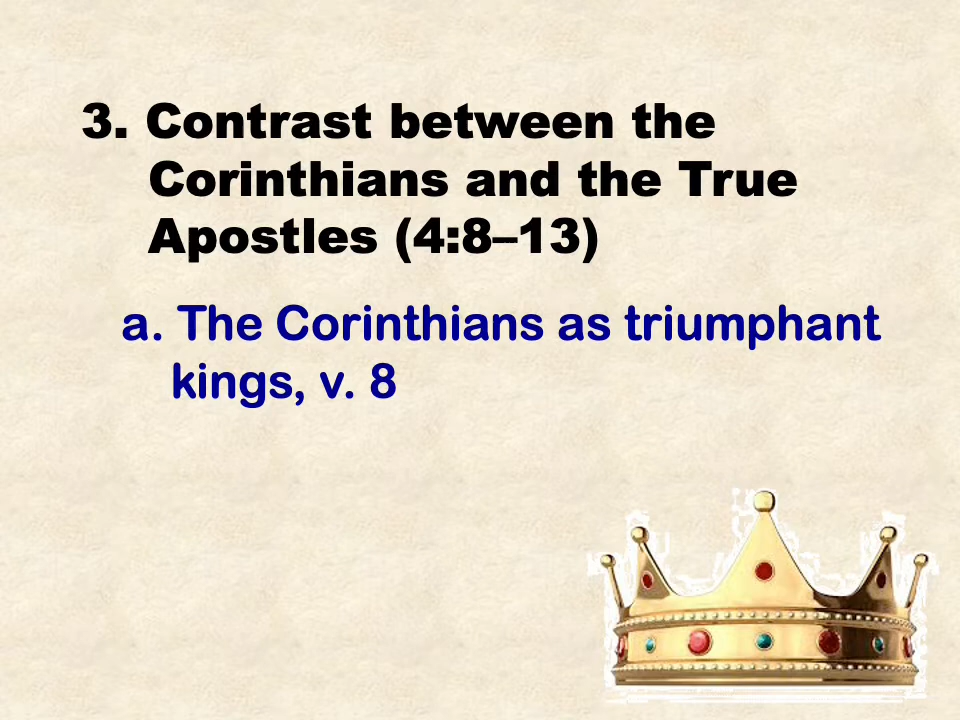 3. Contrast between the
Corinthians and the True
Apostles (4:8–13)
a. The Corinthians as triumphant
kings, v. 8